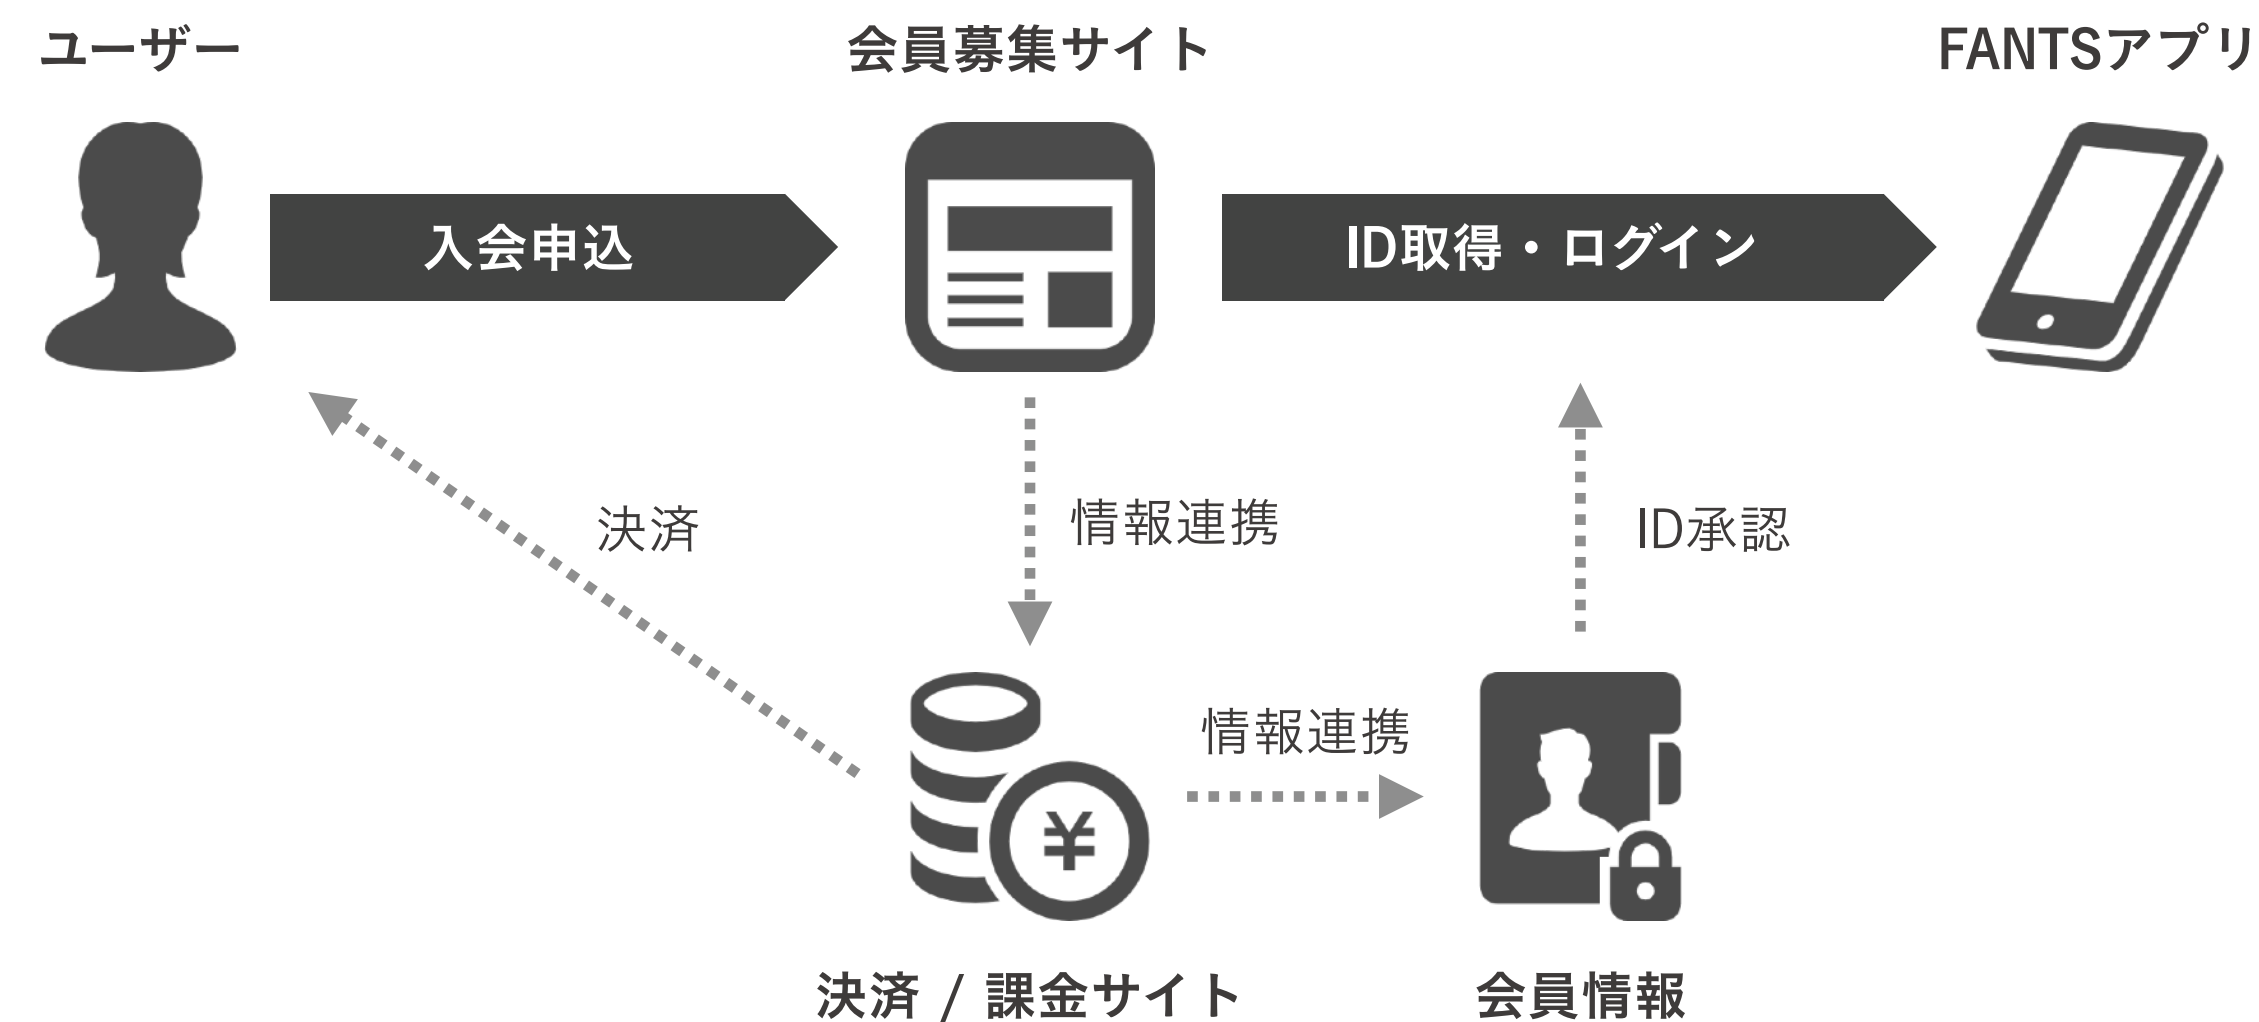 ユーザー
会員募集サイト
FANTSアプリ
入会申込
ID取得・ログイン
決済
情報連携
ID承認
情報連携
¥
決済 / 課金サイト
会員情報